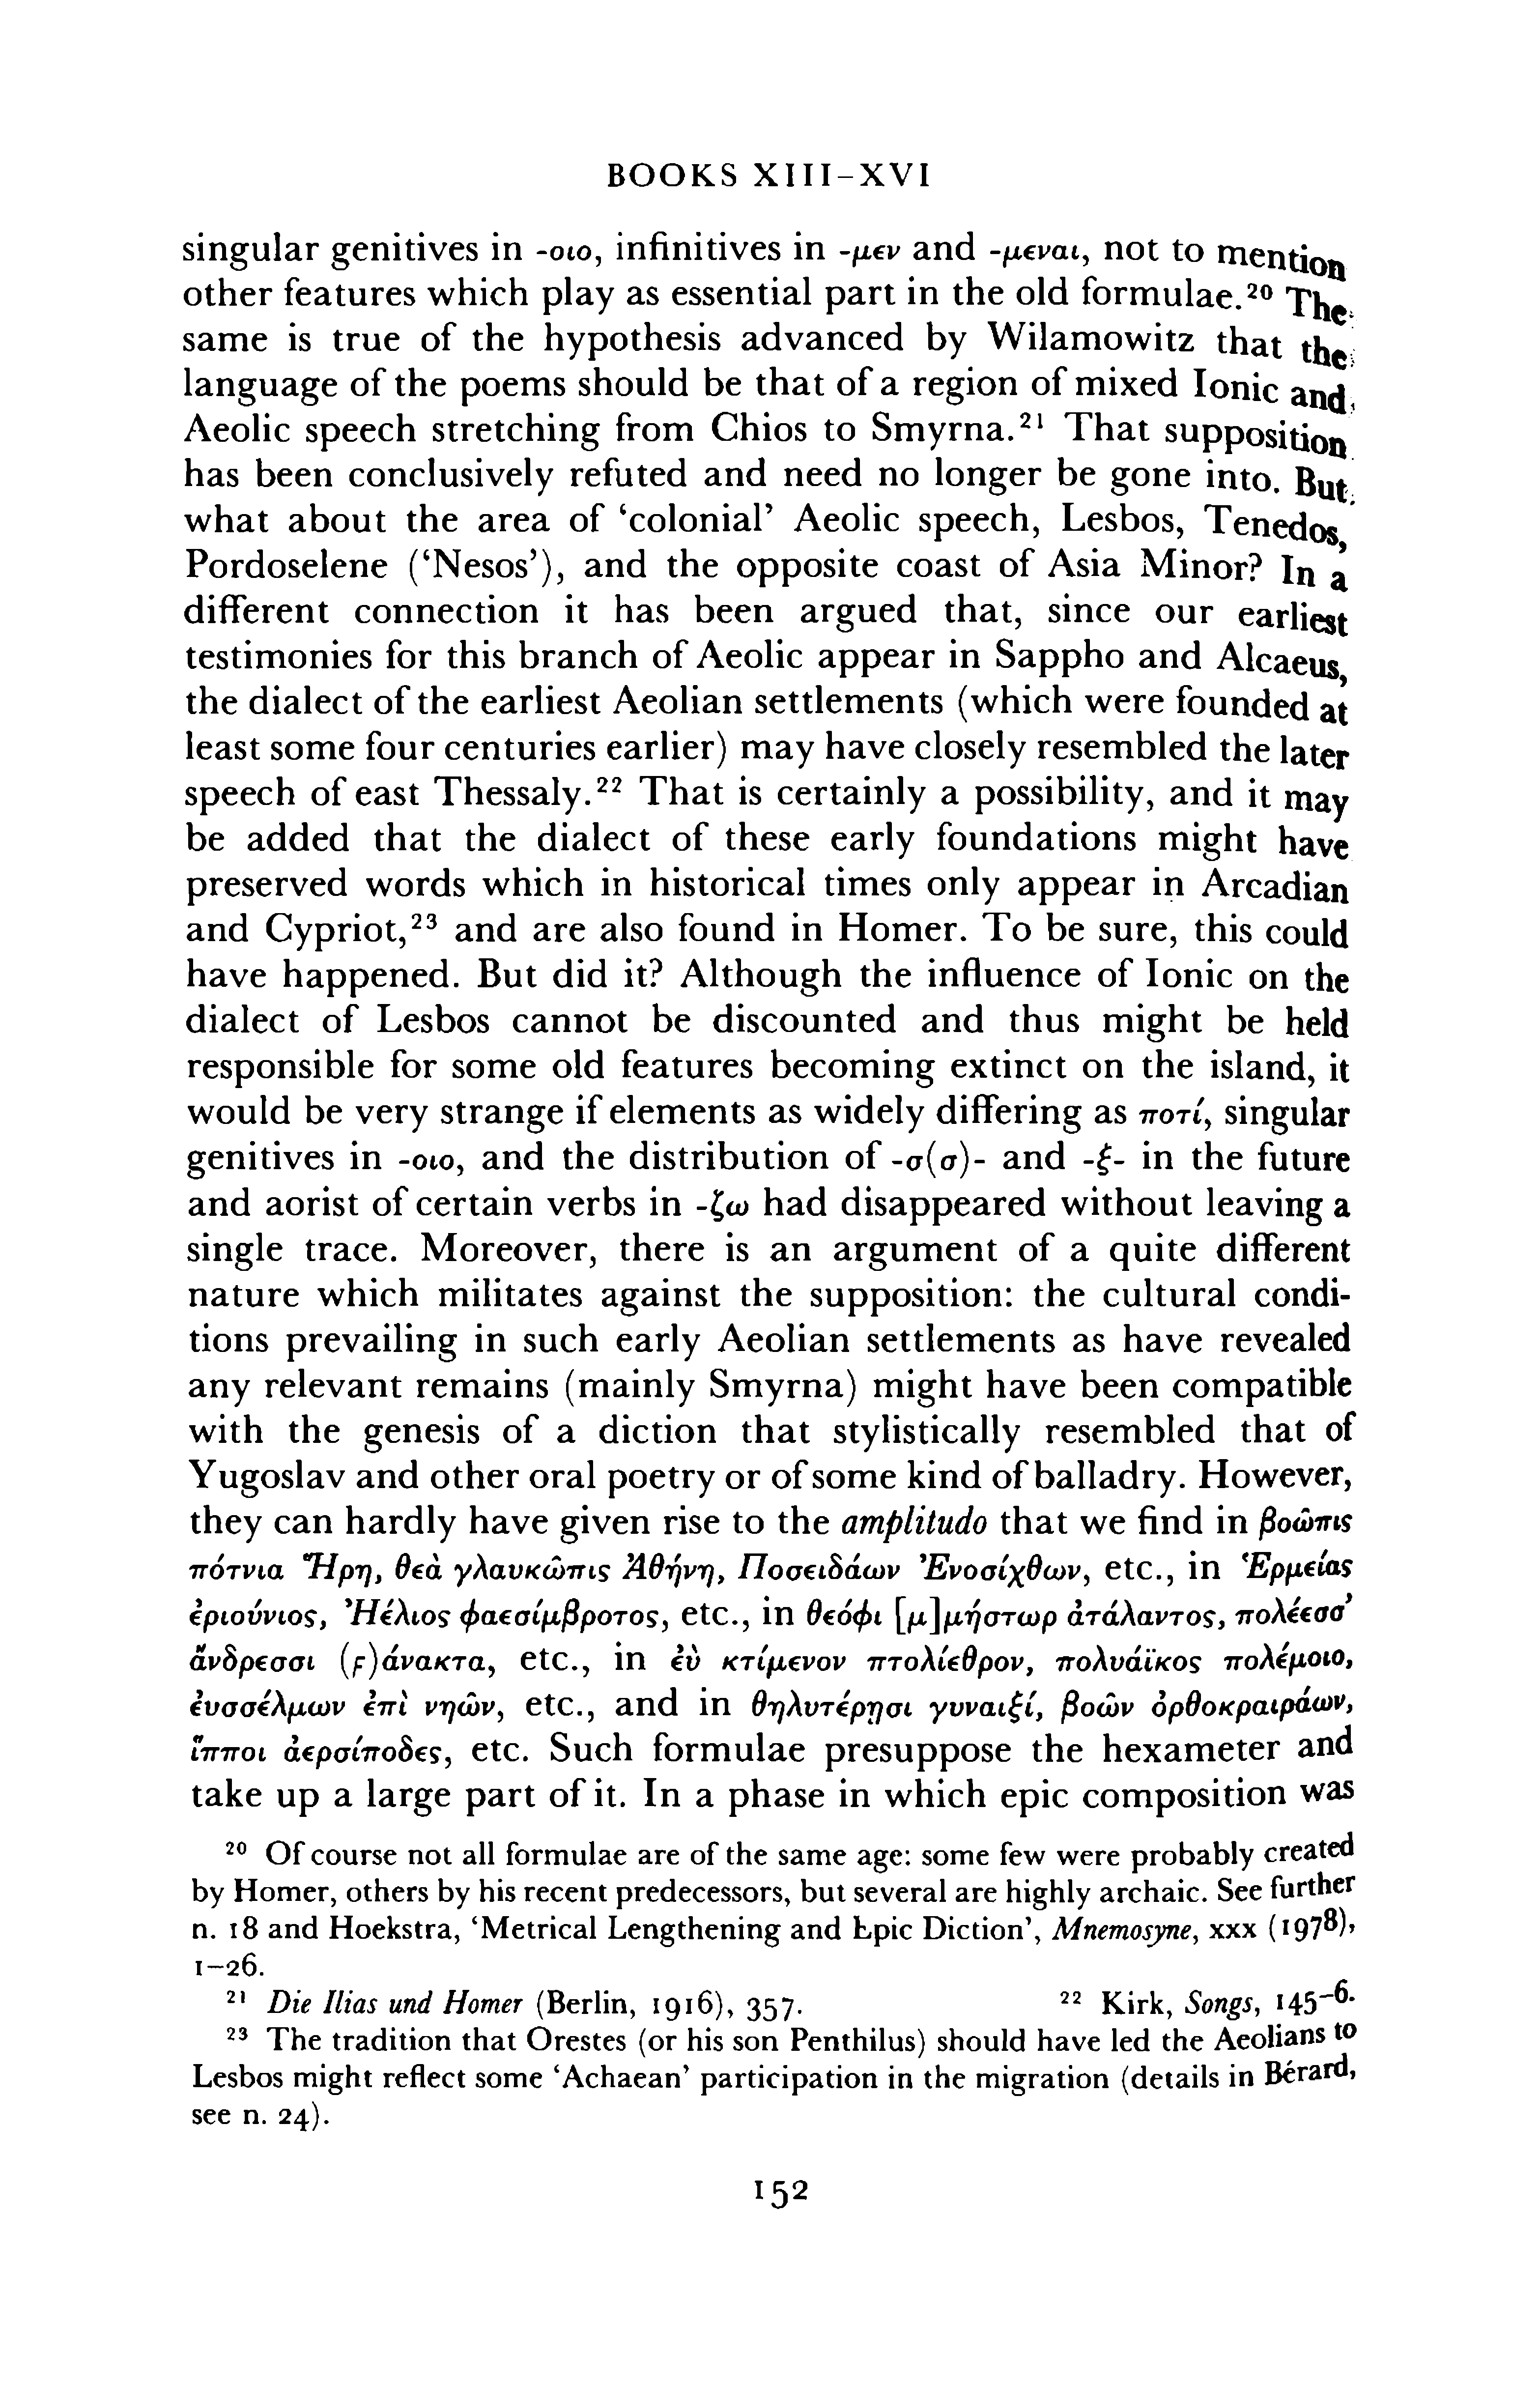 BOOKS XIII–XVI
singular genitives in -οιο, infinitives in -μεν and -μεναι, not to mention
other features which play as essential part in the old formulae.²⁰ The
same is true of the hypothesis advanced by Wilamowitz that the
language of the poems should be that of a region of mixed Ionic and
Aeolic speech stretching from Chios to Smyrna.²¹ That supposition
has been conclusively refuted and need no longer be gone into. But
what about the area of ‘colonial’ Aeolic speech, Lesbos, Tenedos,
Pordoselene (‘Nesos’), and the opposite coast of Asia Minor? In a
different connection it has been argued that, since our earliest
testimonies for this branch of Aeolic appear in Sappho and Alcaeus,
the dialect of the earliest Aeolian settlements (which were founded at
least some four centuries earlier) may have closely resembled the later
speech of east Thessaly.²² That is certainly a possibility, and it may
be added that the dialect of these early foundations might have
preserved words which in historical times only appear in Arcadian
and Cypriot,²³ and are also found in Homer. To be sure, this could
have happened. But did it? Although the influence of Ionic on the
dialect of Lesbos cannot be discounted and thus might be held
responsible for some old features becoming extinct on the island, it
would be very strange if elements as widely differing as ποτί, singular
genitives in -οιο, and the distribution of -σ(σ)- and -ξ- in the future
and aorist of certain verbs in -ζω had disappeared without leaving a
single trace. Moreover, there is an argument of a quite different
nature which militates against the supposition: the cultural condi-
tions prevailing in such early Aeolian settlements as have revealed
any relevant remains (mainly Smyrna) might have been compatible
with the genesis of a diction that stylistically resembled that of
Yugoslav and other oral poetry or of some kind of balladry. However,
they can hardly have given rise to the amplitudo that we find in βοῶπις
πότνια Ἥρη, θεὰ γλαυκῶπις Ἀθήνη, Ποσειδάων Ἐνοσίχθων, etc., in Ἑρμείας
ἐριούνιος, Ἠέλιος φαεσίμβροτος, etc., in θεόφι [μ]μήστωρ ἀτάλαντος, πολέεσσ’
ἄνδρεσσι (ϝ)άνακτα, etc., in ἐὺ κτίμενον πτολίεθρον, πολυάϊκος πολέμοιο,
ἐυσσέλμων ἐπὶ νηῶν, etc., and in θηλυτέρῃσι γυναιξί, βοῶν ὀρθοκραιράων,
ἵπποι ἀερσίποδες, etc. Such formulae presuppose the hexameter and
take up a large part of it. In a phase in which epic composition was
²⁰ Of course not all formulae are of the same age: some few were probably created
by Homer, others by his recent predecessors, but several are highly archaic. See further
n. 18 and Hoekstra, ‘Metrical Lengthening and Epic Diction’, Mnemosyne, xxx (1978),
1–26.
²¹ Die Ilias und Homer (Berlin, 1916), 357. ²² Kirk, Songs, 145–6.
²³ The tradition that Orestes (or his son Penthilus) should have led the Aeolians to
Lesbos might reflect some ‘Achaean’ participation in the migration (details in Bérard,
see n. 24).
152